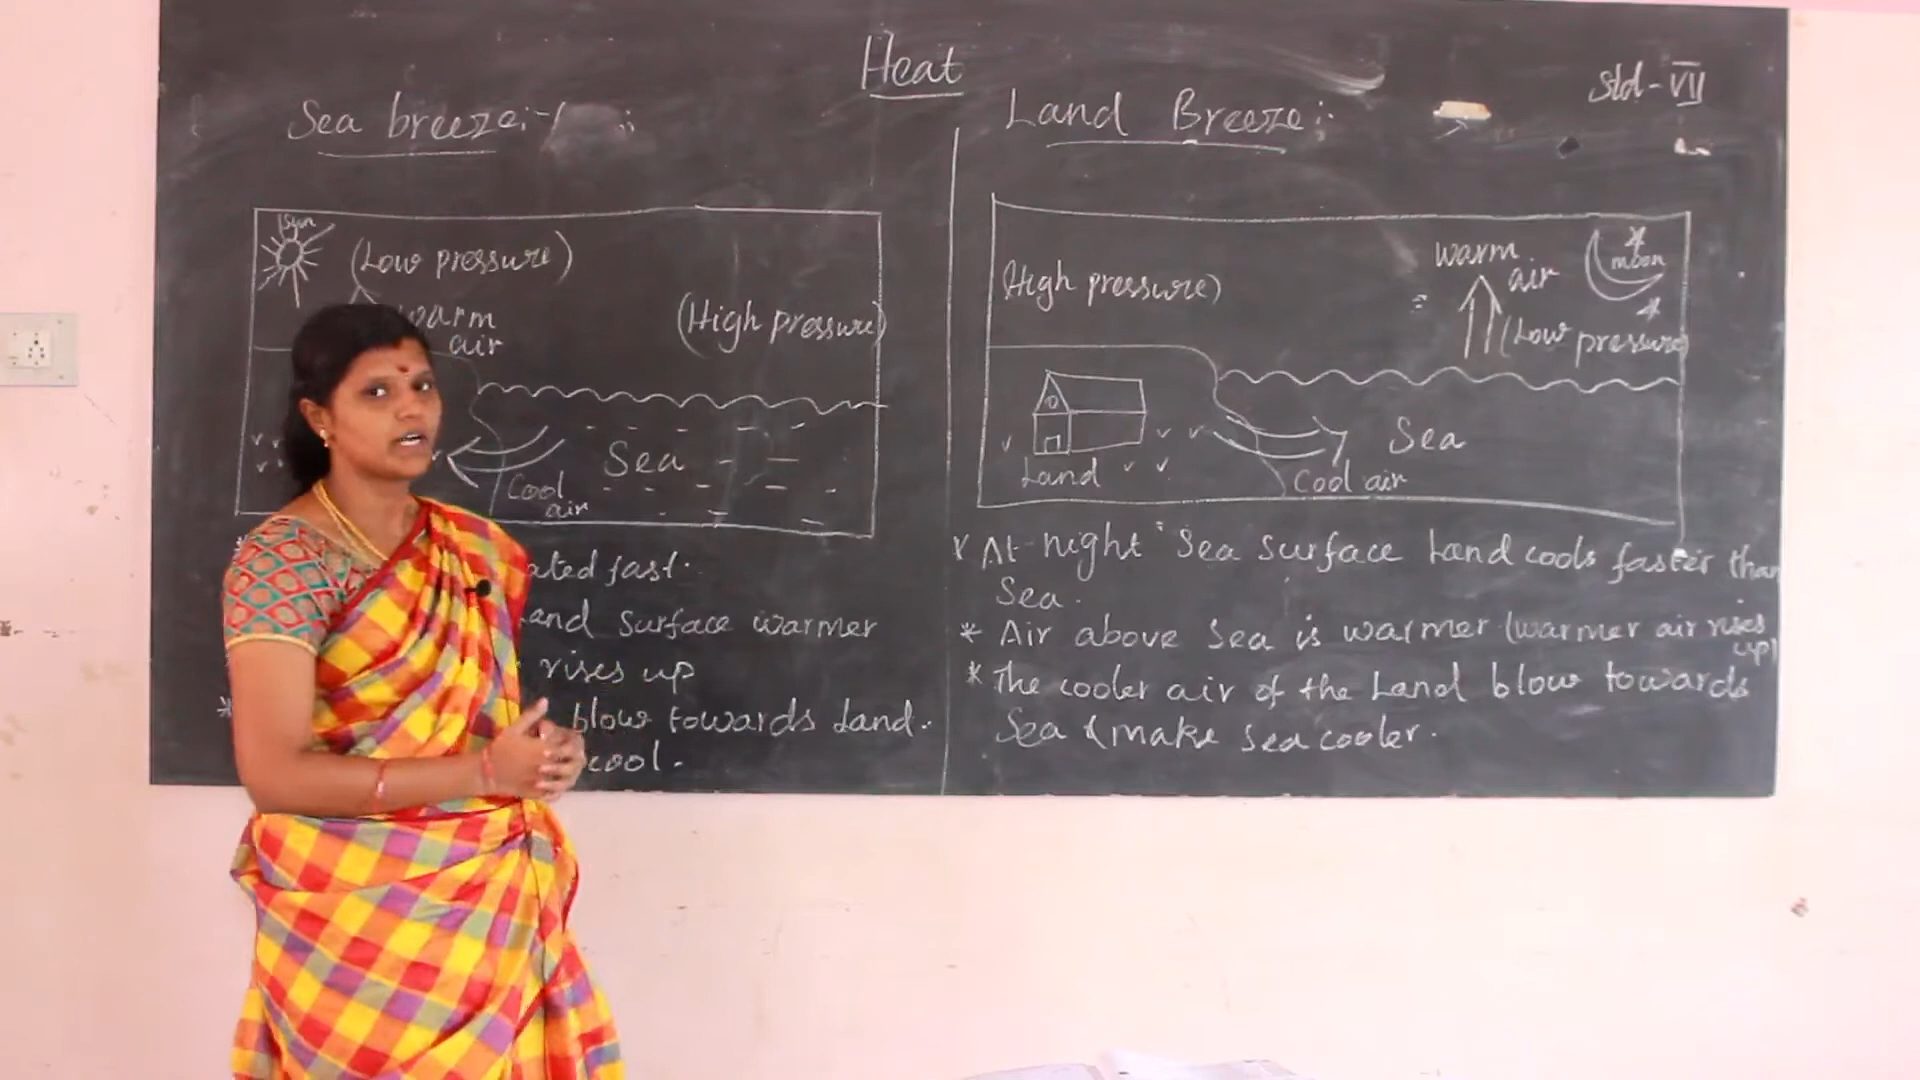 Heat
Std - VII
Sea breeze:-
Sun
(Low pressure)
warm
air
(High pressure)
Sea
Cool
air
fast.
Surface warmer
rises up
blow towards Land.
cool.
Land Breeze:-
(High pressure)
warm
air
moon
(Low pressure)
Land
Sea
Cool air
* At night Sea surface Land cools faster than
Sea.
* Air above Sea is warmer (warmer air rises
up)
* The cooler air of the Land blow towards
Sea & make Sea cooler.